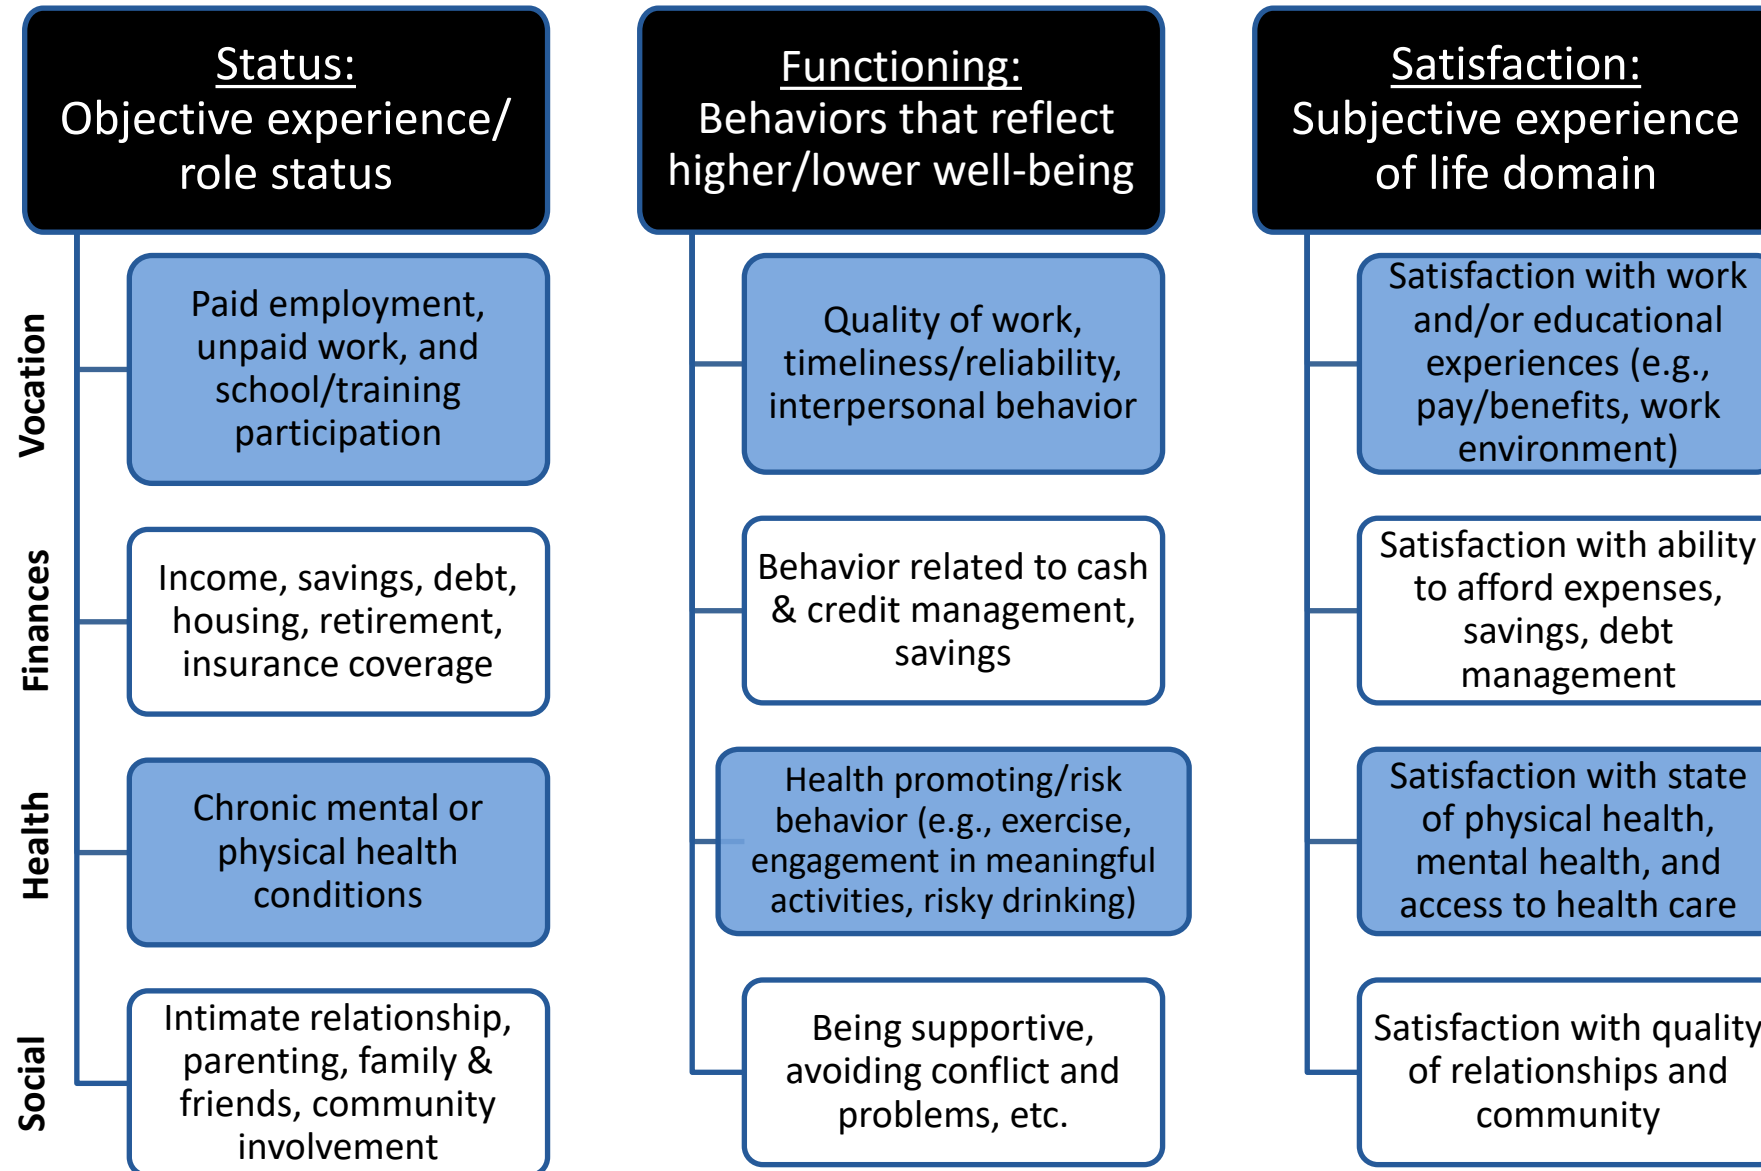 Status:
Objective experience/
role status
Functioning:
Behaviors that reflect
higher/lower well-being
Satisfaction:
Subjective experience
of life domain
Vocation
Paid employment,
unpaid work, and
school/training
participation
Quality of work,
timeliness/reliability,
interpersonal behavior
Satisfaction with work
and/or educational
experiences (e.g.,
pay/benefits, work
environment)
Finances
Income, savings, debt,
housing, retirement,
insurance coverage
Behavior related to cash
& credit management,
savings
Satisfaction with ability
to afford expenses,
savings, debt
management
Health
Chronic mental or
physical health
conditions
Health promoting/risk
behavior (e.g., exercise,
engagement in meaningful
activities, risky drinking)
Satisfaction with state
of physical health,
mental health, and
access to health care
Social
Intimate relationship,
parenting, family &
friends, community
involvement
Being supportive,
avoiding conflict and
problems, etc.
Satisfaction with quality
of relationships and
community